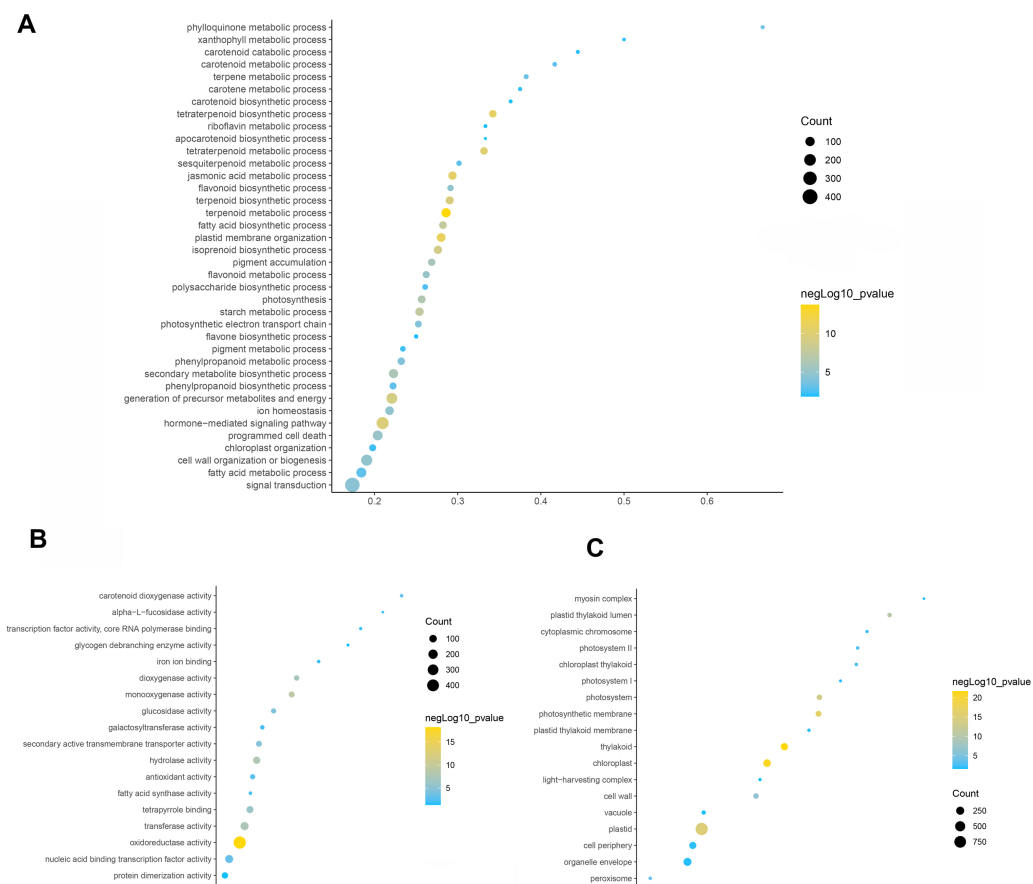 A
phylloquinone metabolic process
xanthophyll metabolic process
carotenoid catabolic process
carotenoid metabolic process
terpene metabolic process
carotene metabolic process
carotenoid biosynthetic process
tetraterpenoid biosynthetic process
riboflavin metabolic process
apocarotenoid biosynthetic process
tetraterpenoid metabolic process
sesquiterpenoid metabolic process
jasmonic acid metabolic process
flavonoid biosynthetic process
terpenoid biosynthetic process
terpenoid metabolic process
fatty acid biosynthetic process
plastid membrane organization
isoprenoid biosynthetic process
pigment accumulation
flavonoid metabolic process
polysaccharide biosynthetic process
photosynthesis
starch metabolic process
photosynthetic electron transport chain
flavone biosynthetic process
pigment metabolic process
phenylpropanoid metabolic process
secondary metabolite biosynthetic process
phenylpropanoid biosynthetic process
generation of precursor metabolites and energy
ion homeostasis
hormone−mediated signaling pathway
programmed cell death
chloroplast organization
cell wall organization or biogenesis
fatty acid metabolic process
signal transduction
0.2 0.3 0.4 0.5 0.6
Count
100
200
300
400
negLog10_pvalue
10
5
B
carotenoid dioxygenase activity
alpha−L−fucosidase activity
transcription factor activity, core RNA polymerase binding
glycogen debranching enzyme activity
iron ion binding
dioxygenase activity
monooxygenase activity
glucosidase activity
galactosyltransferase activity
secondary active transmembrane transporter activity
hydrolase activity
antioxidant activity
fatty acid synthase activity
tetrapyrrole binding
transferase activity
oxidoreductase activity
nucleic acid binding transcription factor activity
protein dimerization activity
Count
100
200
300
400
negLog10_pvalue
15
10
5
C
myosin complex
plastid thylakoid lumen
cytoplasmic chromosome
photosystem II
chloroplast thylakoid
photosystem I
photosystem
photosynthetic membrane
plastid thylakoid membrane
thylakoid
chloroplast
light−harvesting complex
cell wall
vacuole
plastid
cell periphery
organelle envelope
peroxisome
negLog10_pvalue
20
15
10
5
Count
250
500
750